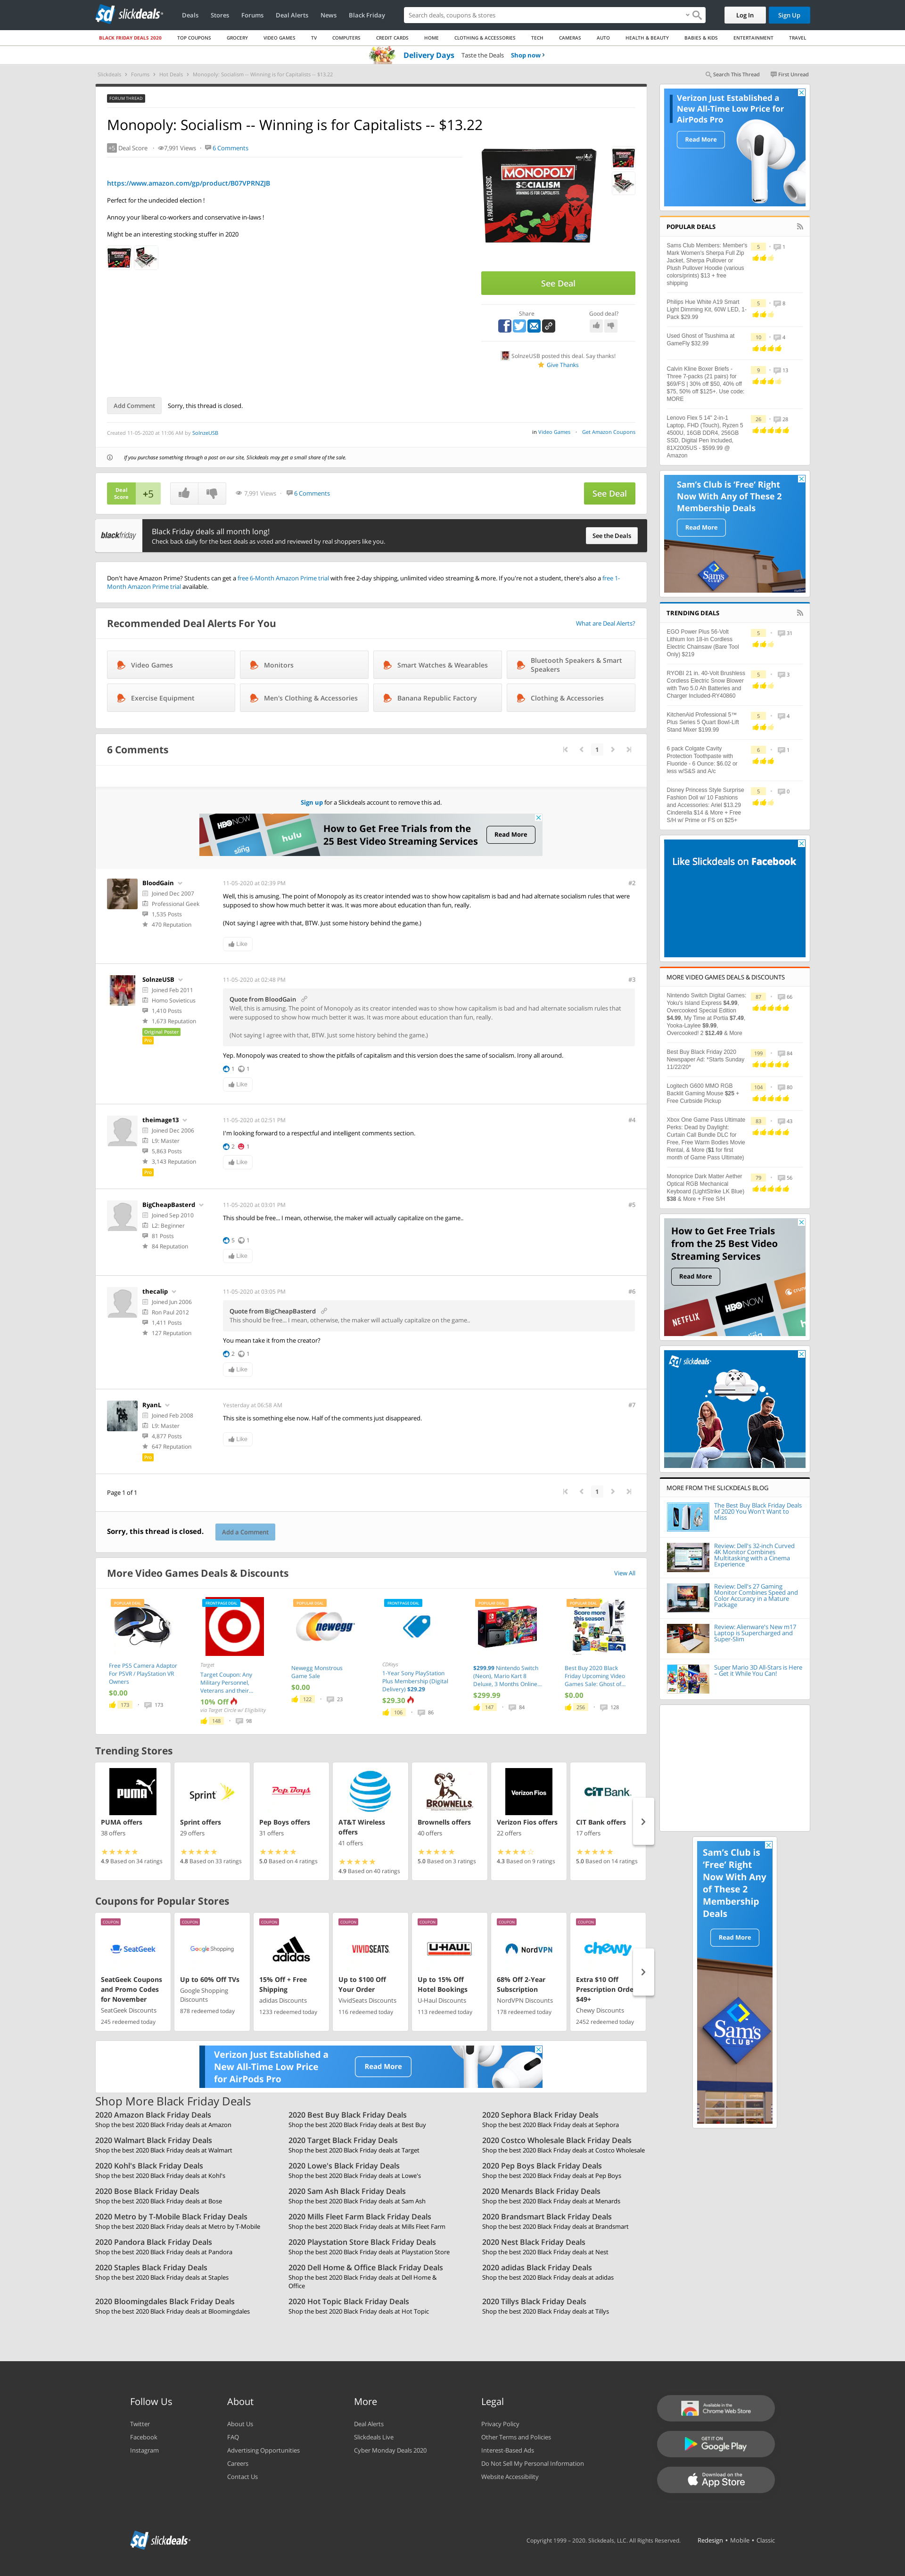 slickdeals
Deals Stores Forums Deal Alerts News Black Friday
Search deals, coupons & stores
Log In
Sign Up
BLACK FRIDAY DEALS 2020 TOP COUPONS GROCERY VIDEO GAMES TV COMPUTERS CREDIT CARDS HOME CLOTHING & ACCESSORIES TECH CAMERAS AUTO HEALTH & BEAUTY BABIES & KIDS ENTERTAINMENT TRAVEL
Delivery Days Taste the Deals Shop now
Slickdeals Forums Hot Deals Monopoly: Socialism -- Winning is for Capitalists -- $13.22
Search This Thread First Unread
FORUM THREAD
Monopoly: Socialism -- Winning is for Capitalists -- $13.22
+5 Deal Score 7,991 Views 6 Comments
https://www.amazon.com/gp/product/B07VPRNZJB
Perfect for the undecided election !
Annoy your liberal co-workers and conservative in-laws !
Might be an interesting stocking stuffer in 2020
MONOPOLY
SOCIALISM
See Deal
Share
Good deal?
SolnzeUSB posted this deal. Say thanks!
Give Thanks
Add Comment Sorry, this thread is closed.
Created 11-05-2020 at 11:06 AM by SolnzeUSB
in Video Games Get Amazon Coupons
If you purchase something through a post on our site, Slickdeals may get a small share of the sale.
Deal Score +5
7,991 Views 6 Comments
See Deal
blackfriday
Black Friday deals all month long!
Check back daily for the best deals as voted and reviewed by real shoppers like you.
See the Deals
Don't have Amazon Prime? Students can get a free 6-Month Amazon Prime trial with free 2-day shipping, unlimited video streaming & more. If you're not a student, there's also a free 1-
Month Amazon Prime trial available.
Recommended Deal Alerts For You
What are Deal Alerts?
Video Games
Monitors
Smart Watches & Wearables
Bluetooth Speakers & Smart Speakers
Exercise Equipment
Men's Clothing & Accessories
Banana Republic Factory
Clothing & Accessories
6 Comments
1
Sign up for a Slickdeals account to remove this ad.
HBO NOW
hulu
How to Get Free Trials from the
25 Best Video Streaming Services
Read More
BloodGain
Joined Dec 2007
Professional Geek
1,535 Posts
470 Reputation
11-05-2020 at 02:39 PM
#2
Well, this is amusing. The point of Monopoly as its creator intended was to show how capitalism is bad and had alternate socialism rules that were
supposed to show how much better it was. It was more about education than fun, really.
(Not saying I agree with that, BTW. Just some history behind the game.)
Like
SolnzeUSB
Joined Feb 2011
Homo Sovieticus
1,410 Posts
1,673 Reputation
Original Poster
Pro
11-05-2020 at 02:48 PM
#3
Quote from BloodGain
Well, this is amusing. The point of Monopoly as its creator intended was to show how capitalism is bad and had alternate socialism rules that
were supposed to show how much better it was. It was more about education than fun, really.
(Not saying I agree with that, BTW. Just some history behind the game.)
Yep. Monopoly was created to show the pitfalls of capitalism and this version does the same of socialism. Irony all around.
1 1
Like
theimage13
Joined Dec 2006
L9: Master
5,863 Posts
3,143 Reputation
Pro
11-05-2020 at 02:51 PM
#4
I'm looking forward to a respectful and intelligent comments section.
2 1
Like
BigCheapBasterd
Joined Sep 2010
L2: Beginner
81 Posts
84 Reputation
11-05-2020 at 03:01 PM
#5
This should be free... I mean, otherwise, the maker will actually capitalize on the game..
5 1
Like
thecalip
Joined Jun 2006
Ron Paul 2012
1,411 Posts
127 Reputation
11-05-2020 at 03:05 PM
#6
Quote from BigCheapBasterd
This should be free... I mean, otherwise, the maker will actually capitalize on the game..
You mean take it from the creator?
2 1
Like
RyanL
Joined Feb 2008
L9: Master
4,877 Posts
647 Reputation
Pro
Yesterday at 06:58 AM
#7
This site is something else now. Half of the comments just disappeared.
Like
Page 1 of 1
1
Sorry, this thread is closed.
Add a Comment
More Video Games Deals & Discounts
View All
POPULAR DEAL
Free PS5 Camera Adaptor For PSVR / PlayStation VR Owners
$0.00
173 173
FRONTPAGE DEAL
Target
Target Coupon: Any Military Personnel, Veterans and their...
10% Off
via Target Circle w/ Eligibility
148 98
POPULAR DEAL
newegg
Newegg Monstrous Game Sale
$0.00
122 23
FRONTPAGE DEAL
CDKeys
1-Year Sony PlayStation Plus Membership (Digital Delivery) $29.29
$29.30
106 86
POPULAR DEAL
$299.99 Nintendo Switch (Neon), Mario Kart 8 Deluxe, 3 Months Online...
$299.99
147 84
POPULAR DEAL
Score more this season.
Best Buy 2020 Black Friday Upcoming Video Games Sale: Ghost of...
$0.00
256 128
Trending Stores
PUMA
PUMA offers
38 offers
4.9 Based on 34 ratings
Sprint
Sprint offers
29 offers
4.8 Based on 33 ratings
Pep Boys
Pep Boys offers
31 offers
5.0 Based on 4 ratings
AT&T Wireless offers
41 offers
4.9 Based on 40 ratings
BROWNELLS
Brownells offers
40 offers
5.0 Based on 3 ratings
Verizon Fios
Verizon Fios offers
22 offers
4.3 Based on 9 ratings
CIT Bank
CIT Bank offers
17 offers
5.0 Based on 14 ratings
Coupons for Popular Stores
COUPON
SeatGeek
SeatGeek Coupons and Promo Codes for November
SeatGeek Discounts
245 redeemed today
COUPON
Google Shopping
Up to 60% Off TVs
Google Shopping Discounts
878 redeemed today
COUPON
adidas
15% Off + Free Shipping
adidas Discounts
1233 redeemed today
COUPON
VIVIDSEATS
Up to $100 Off Your Order
VividSeats Discounts
116 redeemed today
COUPON
U-HAUL
Up to 15% Off Hotel Bookings
U-Haul Discounts
113 redeemed today
COUPON
NordVPN
68% Off 2-Year Subscription
NordVPN Discounts
178 redeemed today
COUPON
chewy
Extra $10 Off Prescription Orde $49+
Chewy Discounts
2452 redeemed today
Verizon Just Established a
New All-Time Low Price
for AirPods Pro
Read More
Shop More Black Friday Deals
2020 Amazon Black Friday Deals
Shop the best 2020 Black Friday deals at Amazon
2020 Best Buy Black Friday Deals
Shop the best 2020 Black Friday deals at Best Buy
2020 Sephora Black Friday Deals
Shop the best 2020 Black Friday deals at Sephora
2020 Walmart Black Friday Deals
Shop the best 2020 Black Friday deals at Walmart
2020 Target Black Friday Deals
Shop the best 2020 Black Friday deals at Target
2020 Costco Wholesale Black Friday Deals
Shop the best 2020 Black Friday deals at Costco Wholesale
2020 Kohl's Black Friday Deals
Shop the best 2020 Black Friday deals at Kohl's
2020 Lowe's Black Friday Deals
Shop the best 2020 Black Friday deals at Lowe's
2020 Pep Boys Black Friday Deals
Shop the best 2020 Black Friday deals at Pep Boys
2020 Bose Black Friday Deals
Shop the best 2020 Black Friday deals at Bose
2020 Sam Ash Black Friday Deals
Shop the best 2020 Black Friday deals at Sam Ash
2020 Menards Black Friday Deals
Shop the best 2020 Black Friday deals at Menards
2020 Metro by T-Mobile Black Friday Deals
Shop the best 2020 Black Friday deals at Metro by T-Mobile
2020 Mills Fleet Farm Black Friday Deals
Shop the best 2020 Black Friday deals at Mills Fleet Farm
2020 Brandsmart Black Friday Deals
Shop the best 2020 Black Friday deals at Brandsmart
2020 Pandora Black Friday Deals
Shop the best 2020 Black Friday deals at Pandora
2020 Playstation Store Black Friday Deals
Shop the best 2020 Black Friday deals at Playstation Store
2020 Nest Black Friday Deals
Shop the best 2020 Black Friday deals at Nest
2020 Staples Black Friday Deals
Shop the best 2020 Black Friday deals at Staples
2020 Dell Home & Office Black Friday Deals
Shop the best 2020 Black Friday deals at Dell Home & Office
2020 adidas Black Friday Deals
Shop the best 2020 Black Friday deals at adidas
2020 Bloomingdales Black Friday Deals
Shop the best 2020 Black Friday deals at Bloomingdales
2020 Hot Topic Black Friday Deals
Shop the best 2020 Black Friday deals at Hot Topic
2020 Tillys Black Friday Deals
Shop the best 2020 Black Friday deals at Tillys
Verizon Just Established a
New All-Time Low Price for
AirPods Pro
Read More
POPULAR DEALS
Sams Club Members: Member's Mark Women's Sherpa Full Zip Jacket, Sherpa Pullover or Plush Pullover Hoodie (various colors/prints) $13 + free shipping
5 1
Philips Hue White A19 Smart Light Dimming Kit, 60W LED, 1-Pack $29.99
5 8
Used Ghost of Tsushima at GameFly $32.99
10 4
Calvin Kline Boxer Briefs - Three 7-packs (21 pairs) for $69/FS | 30% off $50, 40% off $75, 50% off $125+. Use code: MORE
9 13
Lenovo Flex 5 14" 2-in-1 Laptop, FHD (Touch), Ryzen 5 4500U, 16GB DDR4, 256GB SSD, Digital Pen Included, 81X2005US - $599.99 @ Amazon
26 28
Sam's Club is 'Free' Right
Now With Any of These 2
Membership Deals
Read More
Sam's
TRENDING DEALS
EGO Power Plus 56-Volt Lithium Ion 18-in Cordless Electric Chainsaw (Bare Tool Only) $219
5 31
RYOBI 21 in. 40-Volt Brushless Cordless Electric Snow Blower with Two 5.0 Ah Batteries and Charger Included-RY40860
5 3
KitchenAid Professional 5™ Plus Series 5 Quart Bowl-Lift Stand Mixer $199.99
5 4
6 pack Colgate Cavity Protection Toothpaste with Fluoride - 6 Ounce: $6.02 or less w/S&S and A/c
6 1
Disney Princess Style Surprise Fashion Doll w/ 10 Fashions and Accessories: Ariel $13.29 Cinderella $14 & More + Free S/H w/ Prime or FS on $25+
5 0
Like Slickdeals on Facebook
MORE VIDEO GAMES DEALS & DISCOUNTS
Nintendo Switch Digital Games: Yoku's Island Express $4.99, Overcooked Special Edition $4.99, My Time at Portia $7.49, Yooka-Laylee $9.99, Overcooked! 2 $12.49 & More
87 86
Best Buy Black Friday 2020 Newspaper Ad: *Starts Sunday 11/22/20*
199 84
Logitech G600 MMO RGB Backlit Gaming Mouse $25 + Free Curbside Pickup
104 80
Xbox One Game Pass Ultimate Perks: Dead by Daylight: Curtain Call Bundle DLC for Free, Free Warm Bodies Movie Rental, & More ($1 for first month of Game Pass Ultimate)
83 43
Monoprice Dark Matter Aether Optical RGB Mechanical Keyboard (LightStrike LK Blue) $38 & More + Free S/H
79 56
How to Get Free Trials
from the 25 Best Video
Streaming Services
Read More
NETFLIX
HBO NOW
slickdeals
MORE FROM THE SLICKDEALS BLOG
The Best Buy Black Friday Deals of 2020 You Won't Want to Miss
Review: Dell's 32-inch Curved 4K Monitor Combines Multitasking with a Cinema Experience
Review: Dell's 27 Gaming Monitor Combines Speed and Color Accuracy in a Mature Package
Review: Alienware's New m17 Laptop is Supercharged and Super-Slim
Super Mario 3D-All-Stars is Here – Get it While You Can!
Sam's Club is
'Free' Right
Now With Any
of These 2
Membership
Deals
Read More
Sam's
CLUB
Follow Us
Twitter
Facebook
Instagram
About
About Us
FAQ
Advertising Opportunities
Careers
Contact Us
More
Deal Alerts
Slickdeals Live
Cyber Monday Deals 2020
Legal
Privacy Policy
Other Terms and Policies
Interest-Based Ads
Do Not Sell My Personal Information
Website Accessibility
Available in the
Chrome Web Store
GET IT ON
Google Play
Download on the
App Store
slickdeals
Copyright 1999 – 2020. Slickdeals, LLC. All Rights Reserved.
Redesign • Mobile • Classic